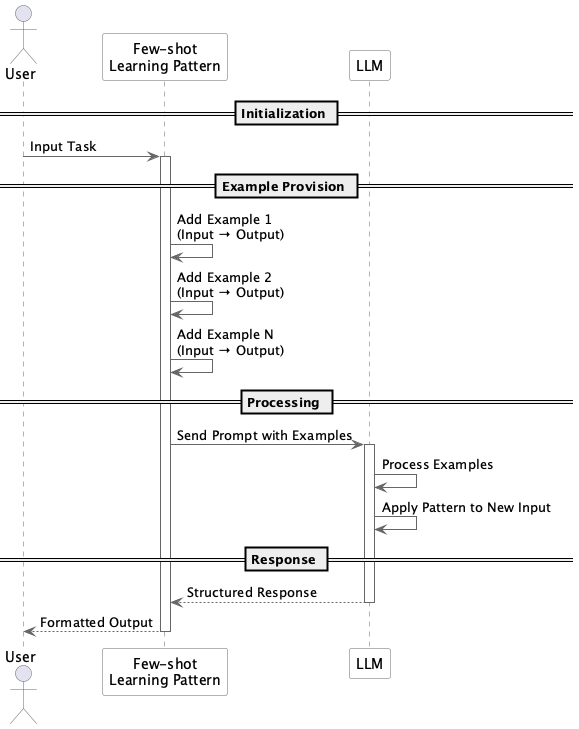 User
Few-shot
Learning Pattern
LLM
Initialization
Input Task
Example Provision
Add Example 1
(Input → Output)
Add Example 2
(Input → Output)
Add Example N
(Input → Output)
Processing
Send Prompt with Examples
Process Examples
Apply Pattern to New Input
Response
Structured Response
Formatted Output
User
Few-shot
Learning Pattern
LLM